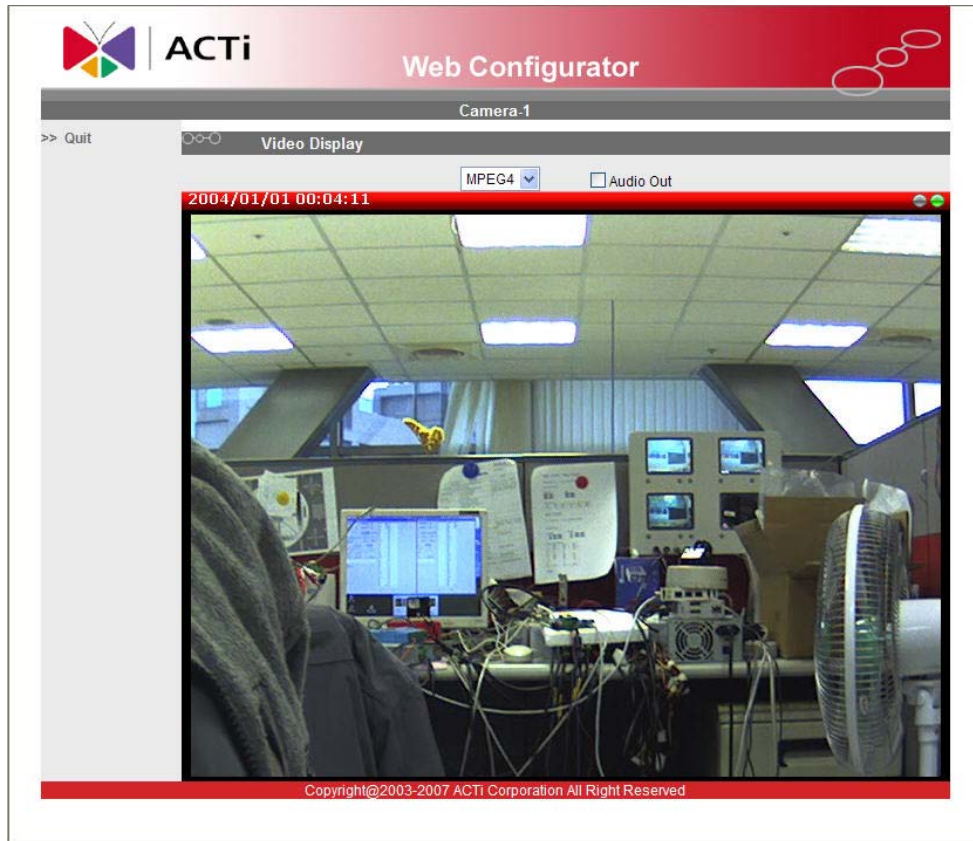 ACTi
Web Configurator
Camera-1
>> Quit
Video Display
MPEG4
Audio Out
2004/01/01 00:04:11
Copyright@2003-2007 ACTi Corporation All Right Reserved